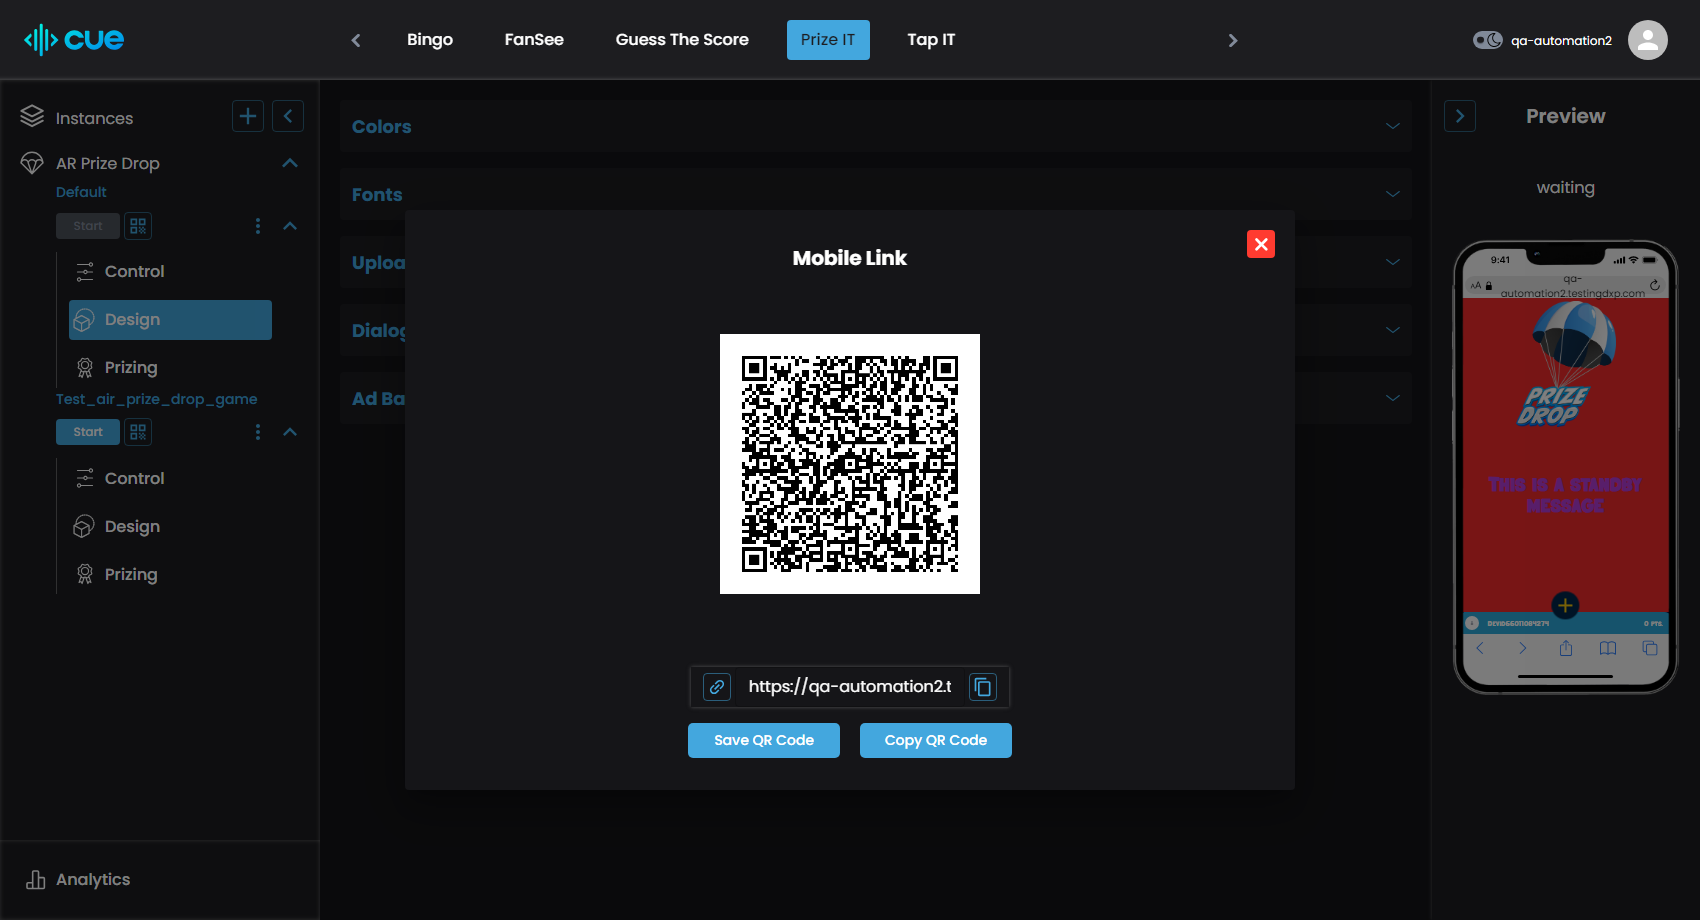 cue
Bingo
FanSee
Guess The Score
Prize IT
Tap IT
qa-automation2
Instances
AR Prize Drop
Default
Start
Control
Design
Prizing
Test_air_prize_drop_game
Start
Control
Design
Prizing
Analytics
Colors
Fonts
Uploa
Dialog
Ad Ba
Mobile Link
https://qa-automation2.t
Save QR Code
Copy QR Code
Preview
waiting
9:41
AA
qa-
automation2.testingdxp.com
PRIZE
DROP
THIS IS A STANDBY
MESSAGE
0 PTS.